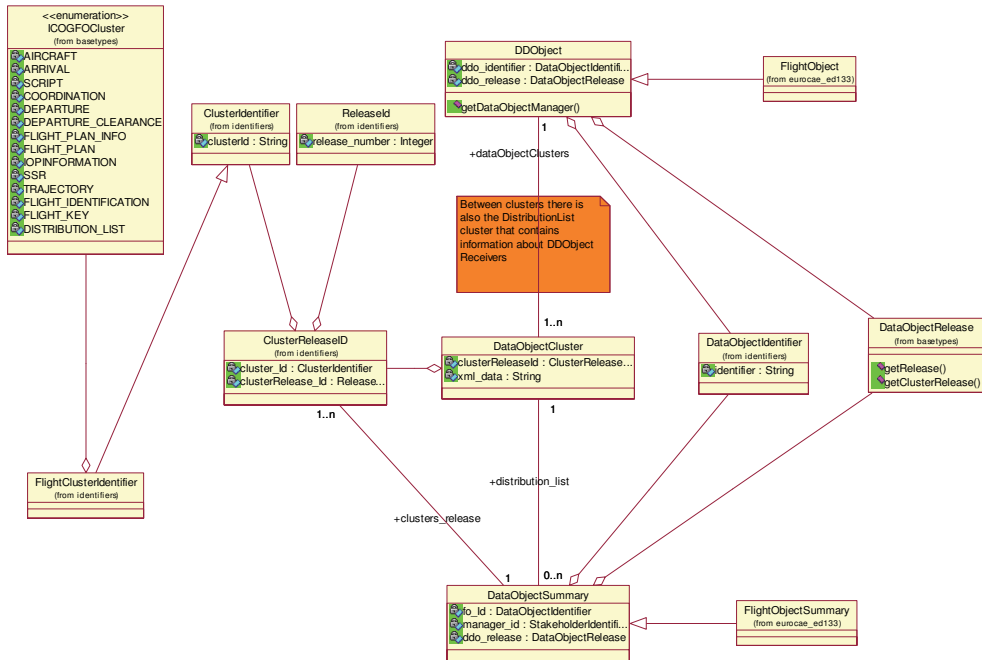 <<enumeration>>
ICOGFOCluster
(from basetypes)
AIRCRAFT
ARRIVAL
SCRIPT
COORDINATION
DEPARTURE
DEPARTURE_CLEARANCE
FLIGHT_PLAN_INFO
FLIGHT_PLAN
OPINFORMATION
SSR
TRAJECTORY
FLIGHT_IDENTIFICATION
FLIGHT_KEY
DISTRIBUTION_LIST
ClusterIdentifier
(from identifiers)
clusterId : String
ReleaseId
(from identifiers)
release_number : Integer
DDObject
ddo_identifier : DataObjectIdentifi...
ddo_release : DataObjectRelease
getDataObjectManager()
FlightObject
(from eurocae_ed133)
1
+dataObjectClusters
Between clusters there is
also the DistributionList
cluster that contains
information about DDObject
Receivers
1..n
ClusterReleaseID
(from identifiers)
cluster_Id : ClusterIdentifier
clusterRelease_Id : Release...
1..n
DataObjectCluster
clusterReleaseId : ClusterRelease...
xml_data : String
1
DataObjectIdentifier
(from identifiers)
identifier : String
DataObjectRelease
(from basetypes)
getRelease()
getClusterRelease()
FlightClusterIdentifier
(from identifiers)
+distribution_list
+clusters_release
1
0..n
DataObjectSummary
fo_Id : DataObjectIdentifier
manager_id : StakeholderIdentifi...
ddo_release : DataObjectRelease
FlightObjectSummary
(from eurocae_ed133)